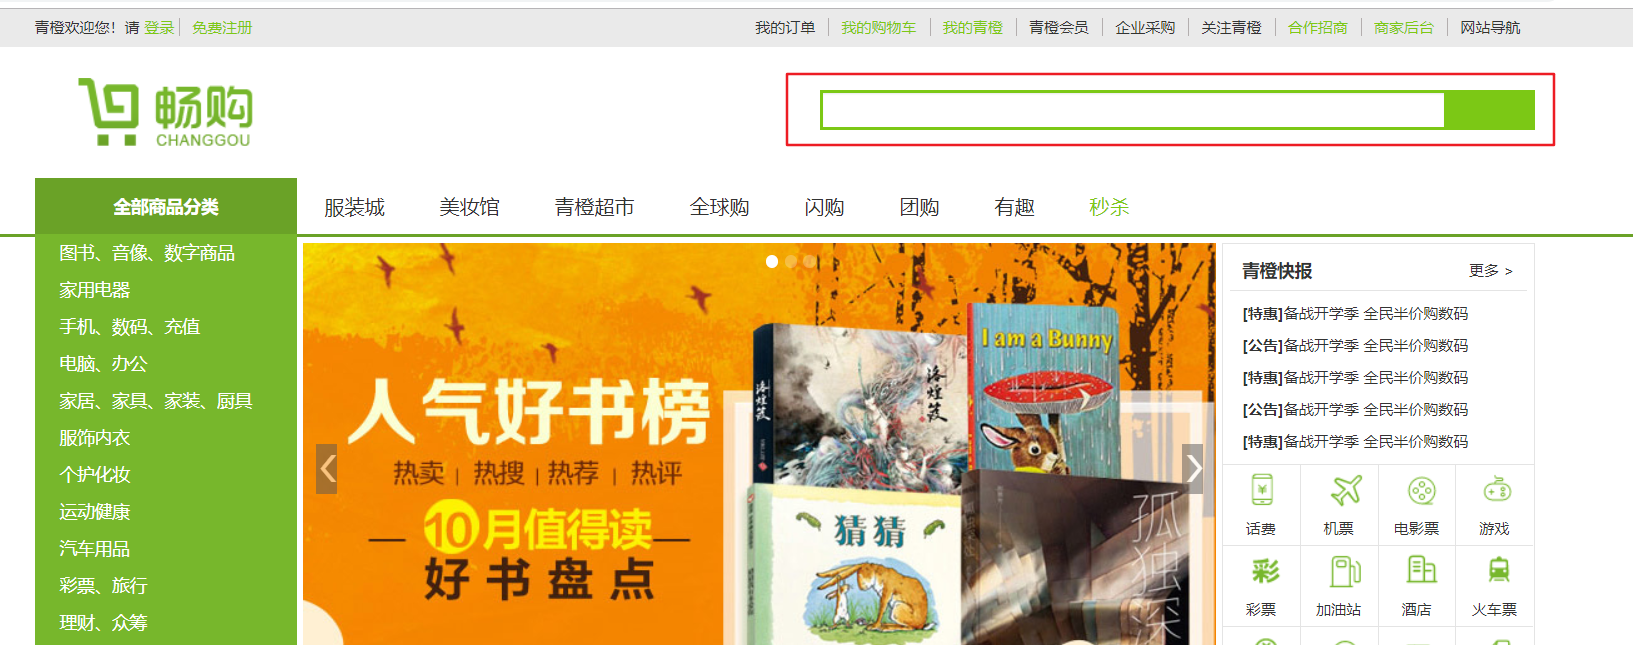 青橙欢迎您！请 登录 免费注册
我的订单 我的购物车 我的青橙 青橙会员 企业采购 关注青橙 合作招商 商家后台 网站导航
畅购
CHANGGOU
全部商品分类 服装城 美妆馆 青橙超市 全球购 闪购 团购 有趣 秒杀
图书、音像、数字商品
家用电器
手机、数码、充值
电脑、办公
家居、家具、家装、厨具
服饰内衣
个护化妆
运动健康
汽车用品
彩票、旅行
理财、众筹
人气好书榜
热卖 | 热搜 | 热荐 | 热评
10月值得读
好书盘点
I am a Bunny
洛煌笈
洛煌笈
猜猜
孤独深
青橙快报 更多 >
[特惠]备战开学季 全民半价购数码
[公告]备战开学季 全民半价购数码
[特惠]备战开学季 全民半价购数码
[公告]备战开学季 全民半价购数码
[特惠]备战开学季 全民半价购数码
话费 机票 电影票 游戏
彩
彩票 加油站 酒店 火车票